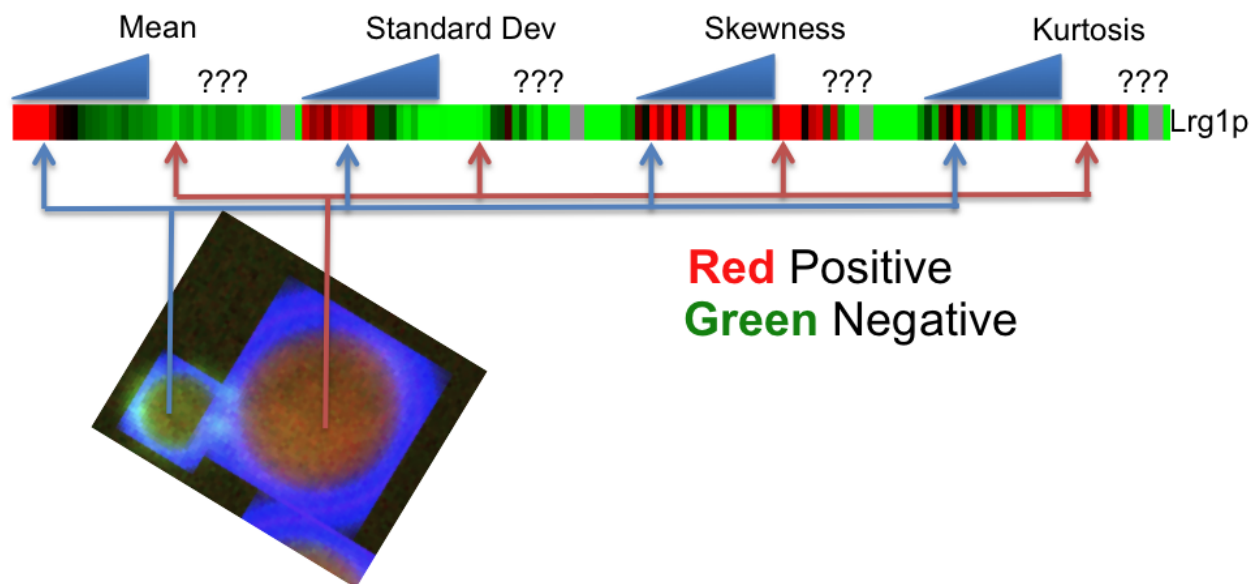 Mean
Standard Dev
Skewness
Kurtosis
???
???
???
???
Lrg1p
Red Positive
Green Negative